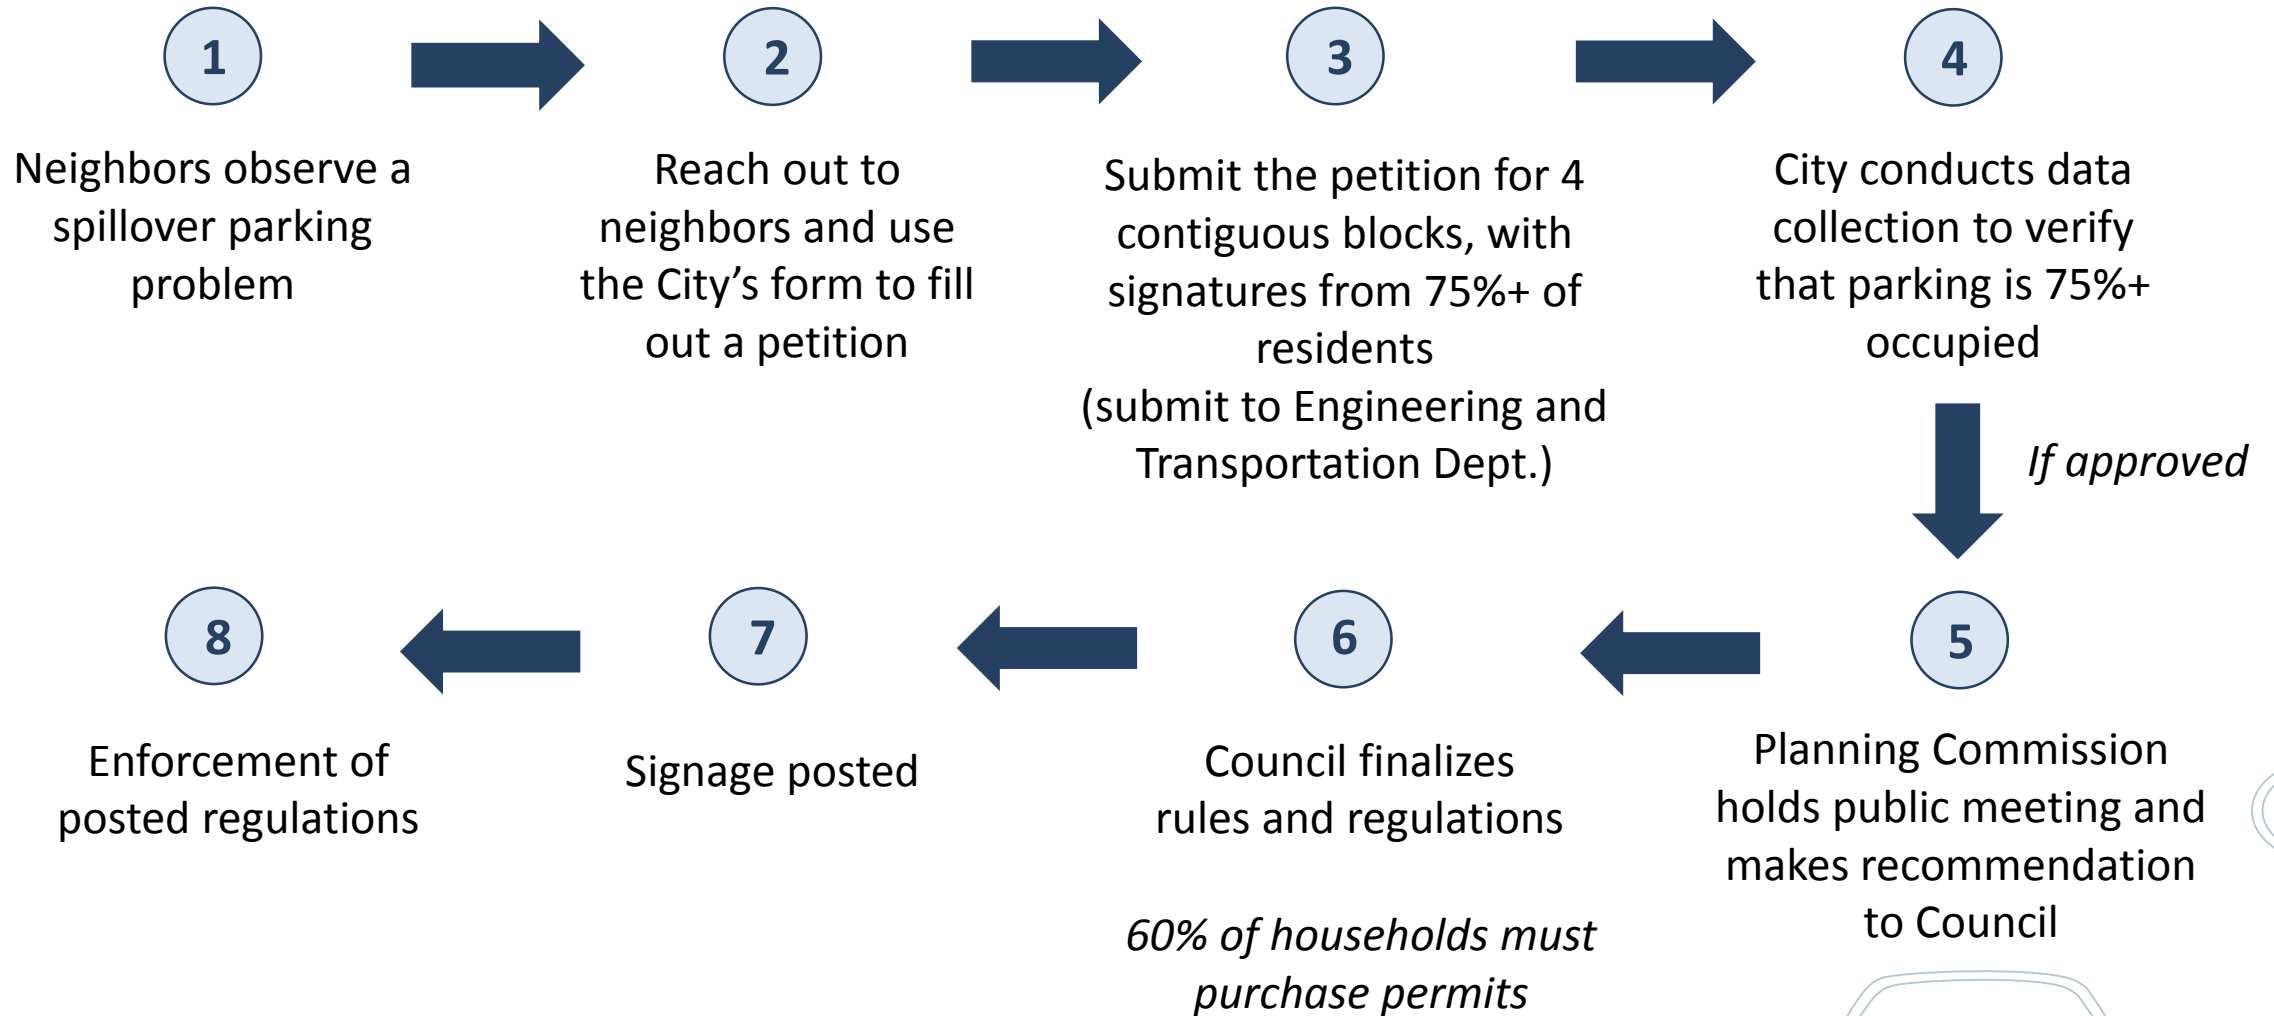 1
Neighbors observe a
spillover parking
problem
2
Reach out to
neighbors and use
the City’s form to fill
out a petition
3
Submit the petition for 4
contiguous blocks, with
signatures from 75%+ of
residents
(submit to Engineering and
Transportation Dept.)
4
City conducts data
collection to verify
that parking is 75%+
occupied
If approved
5
Planning Commission
holds public meeting and
makes recommendation
to Council
6
Council finalizes
rules and regulations
60% of households must
purchase permits
7
Signage posted
8
Enforcement of
posted regulations